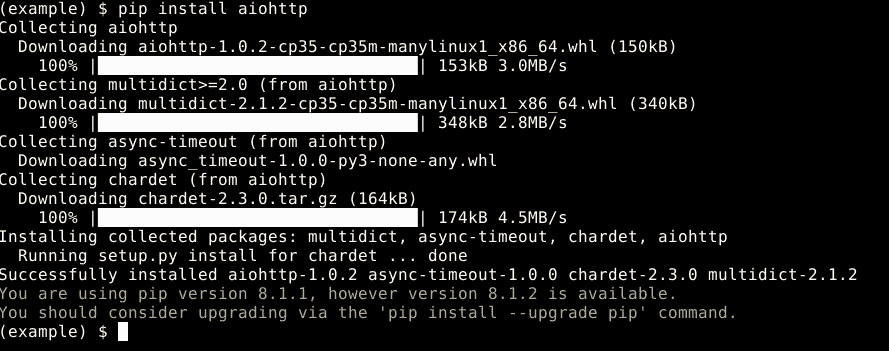 (example) $ pip install aiohttp
Collecting aiohttp
  Downloading aiohttp-1.0.2-cp35-cp35m-manylinux1_x86_64.whl (150kB)
    100% |████████████████████████████████| 153kB 3.0MB/s
Collecting multidict>=2.0 (from aiohttp)
  Downloading multidict-2.1.2-cp35-cp35m-manylinux1_x86_64.whl (340kB)
    100% |████████████████████████████████| 348kB 2.8MB/s
Collecting async-timeout (from aiohttp)
  Downloading async_timeout-1.0.0-py3-none-any.whl
Collecting chardet (from aiohttp)
  Downloading chardet-2.3.0.tar.gz (164kB)
    100% |████████████████████████████████| 174kB 4.5MB/s
Installing collected packages: multidict, async-timeout, chardet, aiohttp
  Running setup.py install for chardet ... done
Successfully installed aiohttp-1.0.2 async-timeout-1.0.0 chardet-2.3.0 multidict-2.1.2
You are using pip version 8.1.1, however version 8.1.2 is available.
You should consider upgrading via the 'pip install --upgrade pip' command.
(example) $